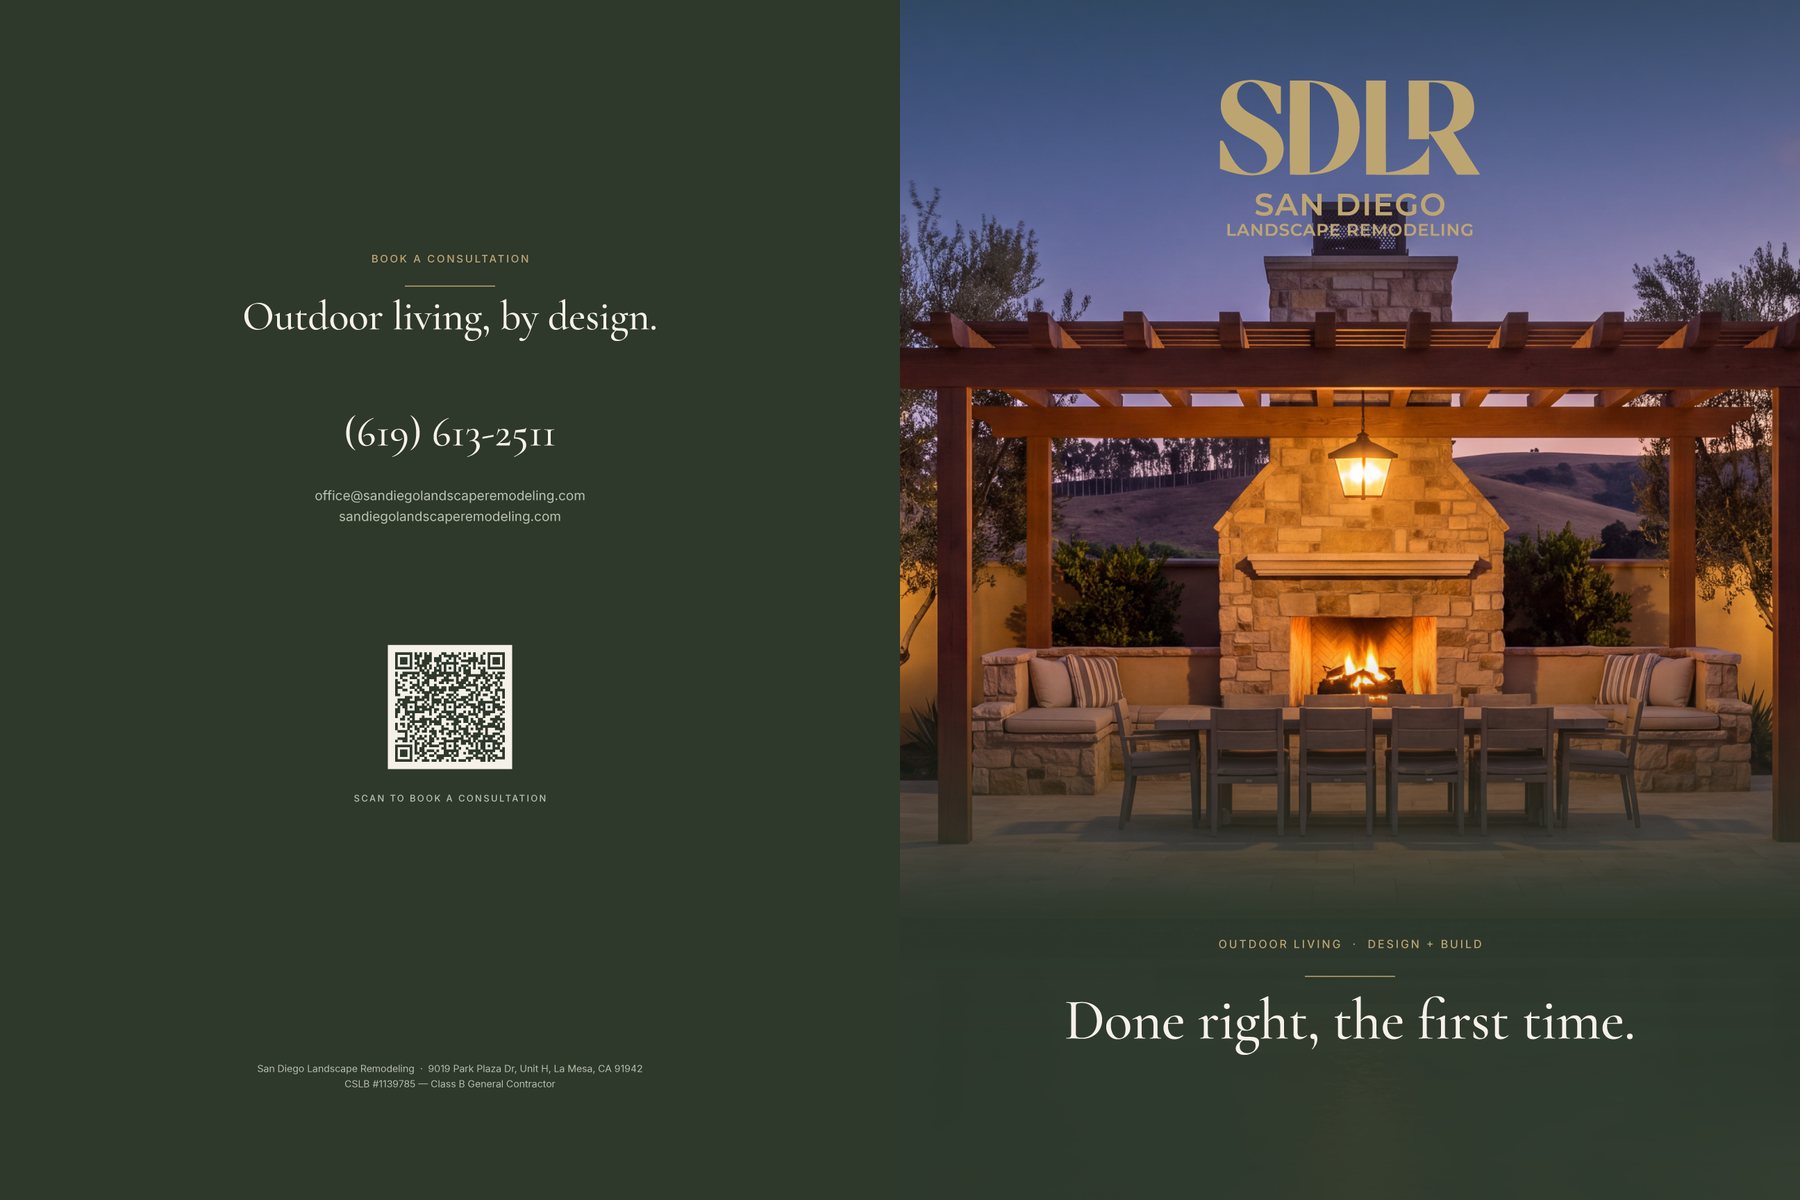 BOOK A CONSULTATION
Outdoor living, by design.
(619) 613-2511
office@sandiegolandscaperemodeling.com
sandiegolandscaperemodeling.com
SCAN TO BOOK A CONSULTATION
San Diego Landscape Remodeling · 9019 Park Plaza Dr, Unit H, La Mesa, CA 91942
CSLB #1139785 — Class B General Contractor
SDLR
SAN DIEGO
LANDSCAPE REMODELING
OUTDOOR LIVING · DESIGN + BUILD
Done right, the first time.